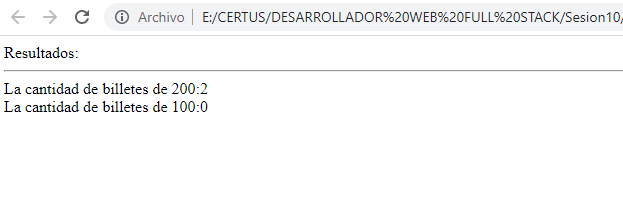 Archivo | E:/CERTUS/DESARROLLADOR%20WEB%20FULL%20STACK/Sesion10/
Resultados:
La cantidad de billetes de 200:2
La cantidad de billetes de 100:0